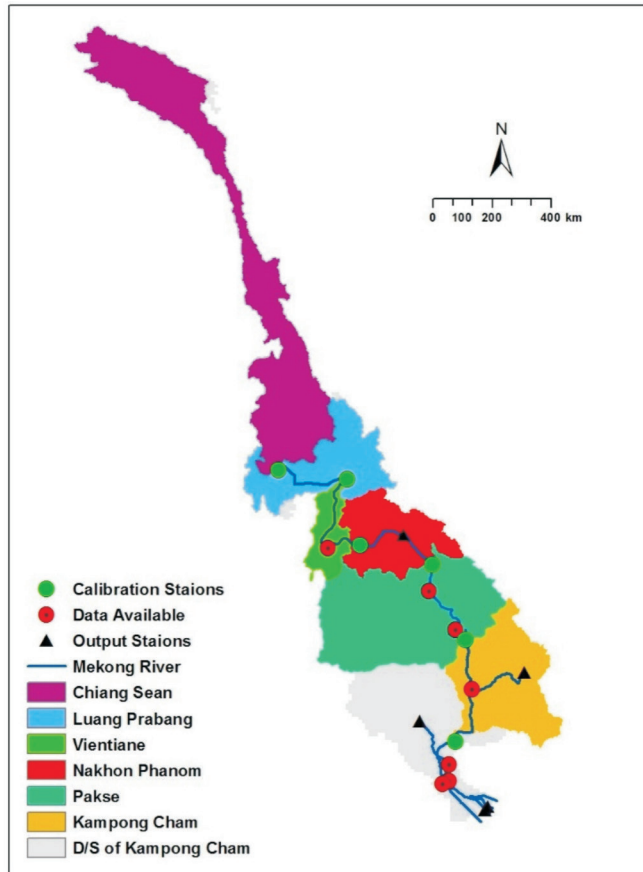 N
0 100 200 400 km
Calibration Staions
Data Available
Output Staions
Mekong River
Chiang Sean
Luang Prabang
Vientiane
Nakhon Phanom
Pakse
Kampong Cham
D/S of Kampong Cham